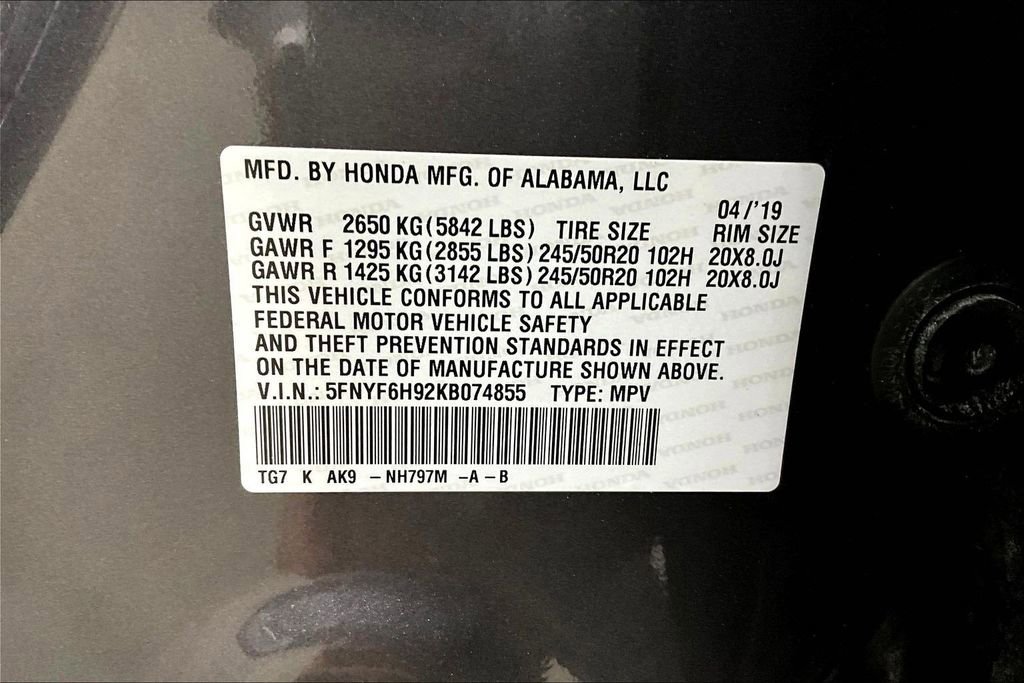 MFD. BY HONDA MFG. OF ALABAMA, LLC
04/'19
GVWR 2650 KG(5842 LBS) TIRE SIZE RIM SIZE
GAWR F 1295 KG(2855 LBS) 245/50R20 102H 20X8.0J
GAWR R 1425 KG(3142 LBS) 245/50R20 102H 20X8.0J
THIS VEHICLE CONFORMS TO ALL APPLICABLE
FEDERAL MOTOR VEHICLE SAFETY
AND THEFT PREVENTION STANDARDS IN EFFECT
ON THE DATE OF MANUFACTURE SHOWN ABOVE.
V.I.N.: 5FNYF6H92KB074855 TYPE: MPV
TG7 K AK9 – NH797M –A – B